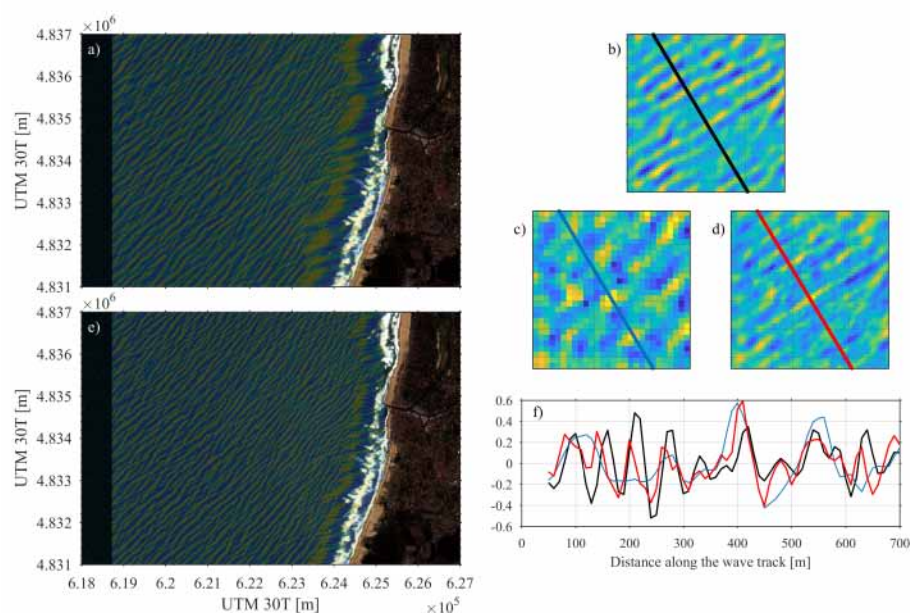 ×10⁶
4.837
4.836
4.835
4.834
4.833
4.832
4.831
UTM 30T [m]
a)
b)
c)
d)
×10⁶
4.837
4.836
4.835
4.834
4.833
4.832
4.831
UTM 30T [m]
e)
6.18 6.19 6.2 6.21 6.22 6.23 6.24 6.25 6.26 6.27
UTM 30T [m]
×10⁵
f)
0.6
0.4
0.2
0
-0.2
-0.4
-0.6
0 100 200 300 400 500 600 700
Distance along the wave track [m]